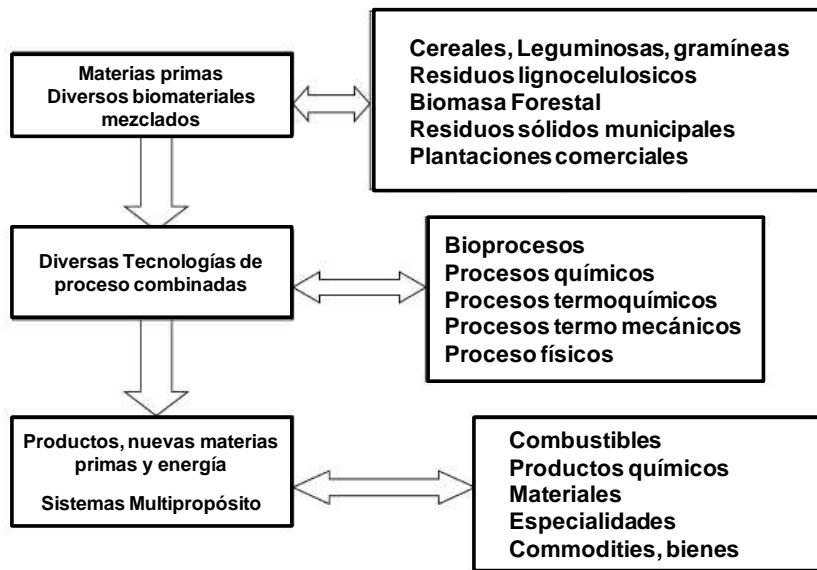 Materias primas
Diversos biomateriales
mezclados
Cereales, Leguminosas, gramíneas
Residuos lignocelulosicos
Biomasa Forestal
Residuos sólidos municipales
Plantaciones comerciales
Diversas Tecnologías de
proceso combinadas
Bioprocesos
Procesos químicos
Procesos termoquímicos
Procesos termo mecánicos
Proceso físicos
Productos, nuevas materias
primas y energía
Sistemas Multipropósito
Combustibles
Productos químicos
Materiales
Especialidades
Commodities, bienes